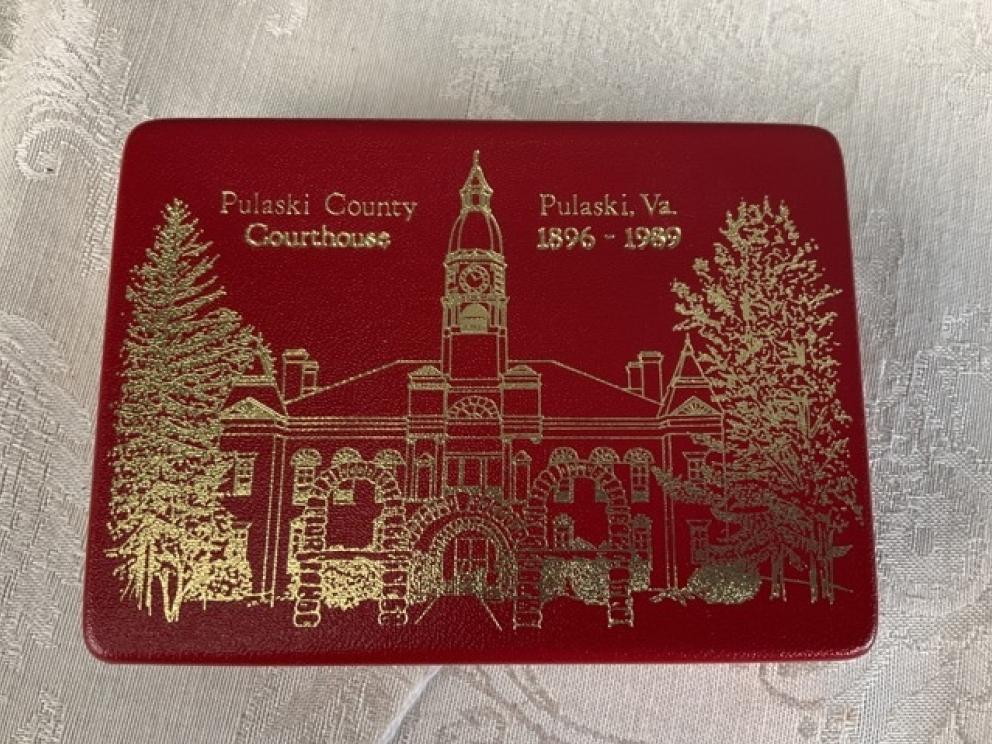 Pulaski County
Courthouse
Pulaski, Va.
1896 - 1989